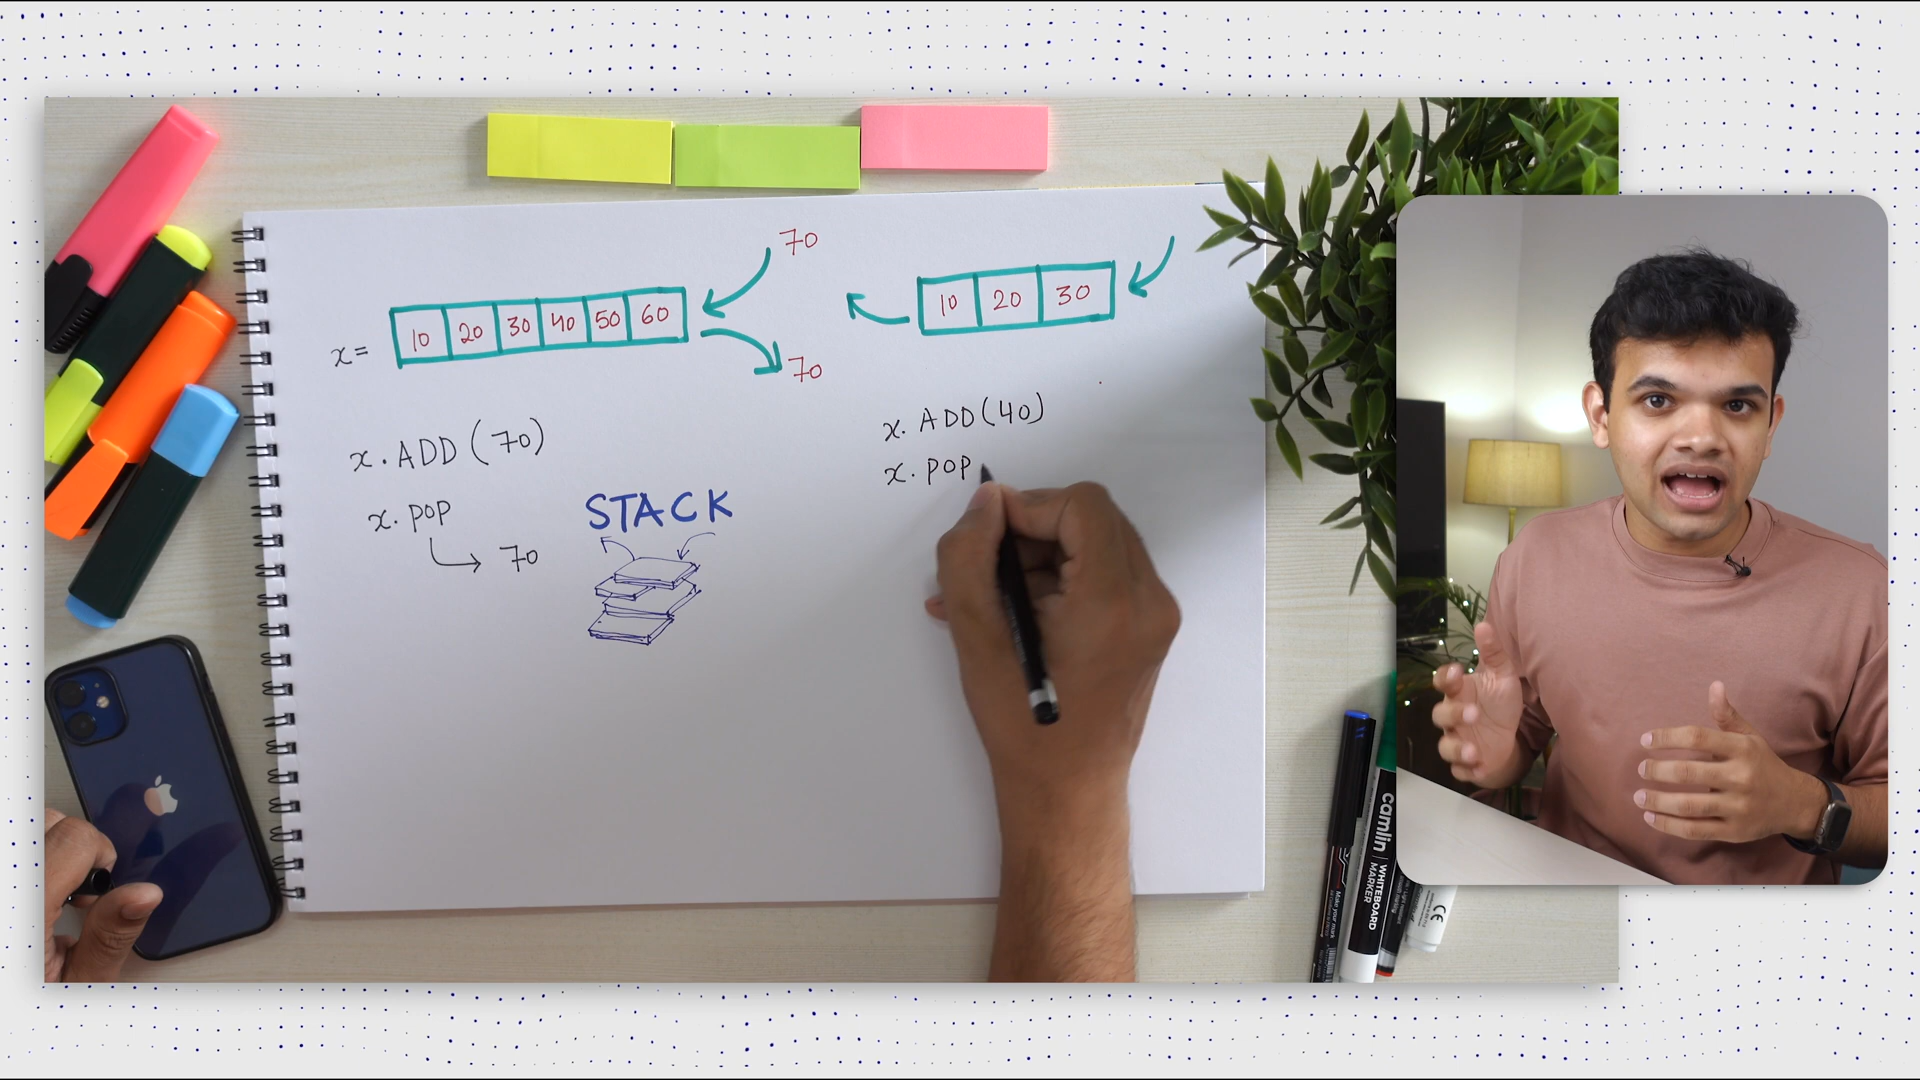 70
x= 10 20 30 40 50 60
70
x. ADD (70)
x. POP
70
STACK
10 20 30
x. ADD(40)
x. POP
camlin
WHITEBOARD
MARKER
CE